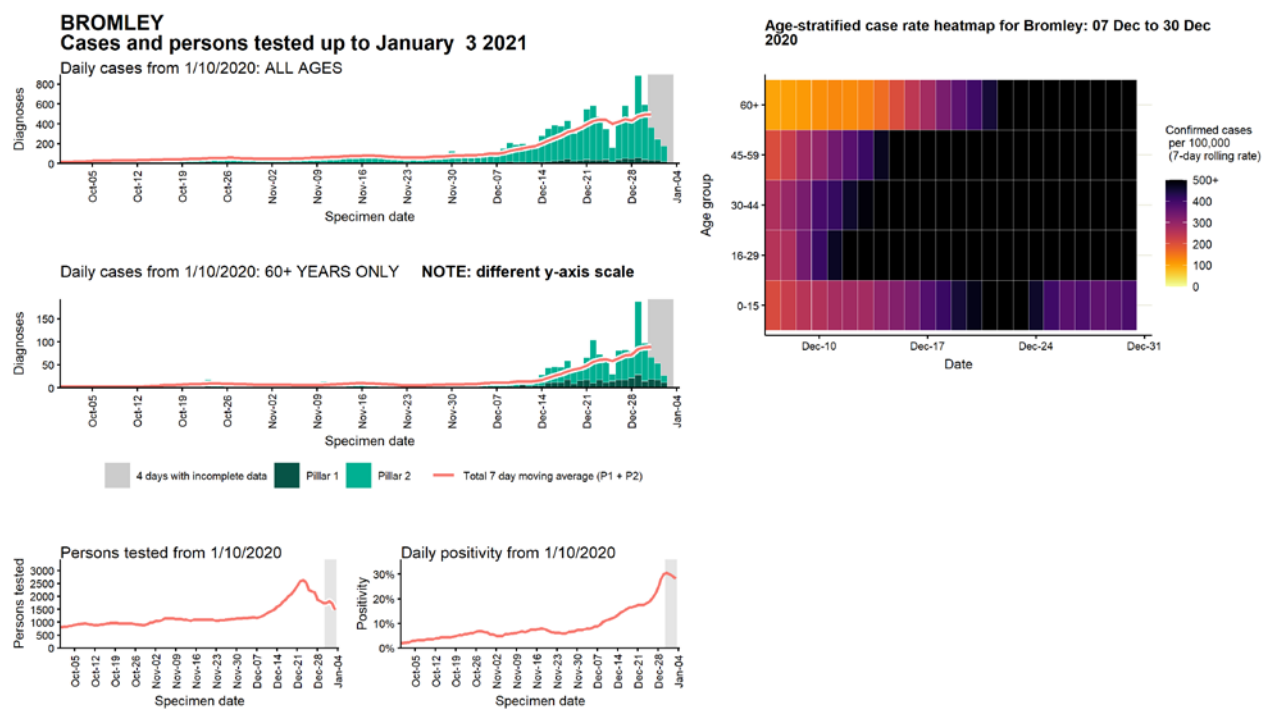 BROMLEY
Cases and persons tested up to January 3 2021
Daily cases from 1/10/2020: ALL AGES
Diagnoses
800
600
400
200
0
Oct-05
Oct-12
Oct-19
Oct-26
Nov-02
Nov-09
Nov-16
Nov-23
Nov-30
Dec-07
Dec-14
Dec-21
Dec-28
Jan-04
Specimen date
Daily cases from 1/10/2020: 60+ YEARS ONLY NOTE: different y-axis scale
Diagnoses
150
100
50
0
Oct-05
Oct-12
Oct-19
Oct-26
Nov-02
Nov-09
Nov-16
Nov-23
Nov-30
Dec-07
Dec-14
Dec-21
Dec-28
Jan-04
Specimen date
4 days with incomplete data Pillar 1 Pillar 2 Total 7 day moving average (P1 + P2)
Persons tested from 1/10/2020
Persons tested
3000
2500
2000
1500
1000
500
0
Oct-05
Oct-12
Oct-19
Oct-26
Nov-02
Nov-09
Nov-16
Nov-23
Nov-30
Dec-07
Dec-14
Dec-21
Dec-28
Jan-04
Specimen date
Daily positivity from 1/10/2020
Positivity
30%
20%
10%
0%
Oct-05
Oct-12
Oct-19
Oct-26
Nov-02
Nov-09
Nov-16
Nov-23
Nov-30
Dec-07
Dec-14
Dec-21
Dec-28
Jan-04
Specimen date
Age-stratified case rate heatmap for Bromley: 07 Dec to 30 Dec
2020
Age group
60+
45-59
30-44
16-29
0-15
Dec-10
Dec-17
Dec-24
Dec-31
Date
Confirmed cases
per 100,000
(7-day rolling rate)
500+
400
300
200
100
0